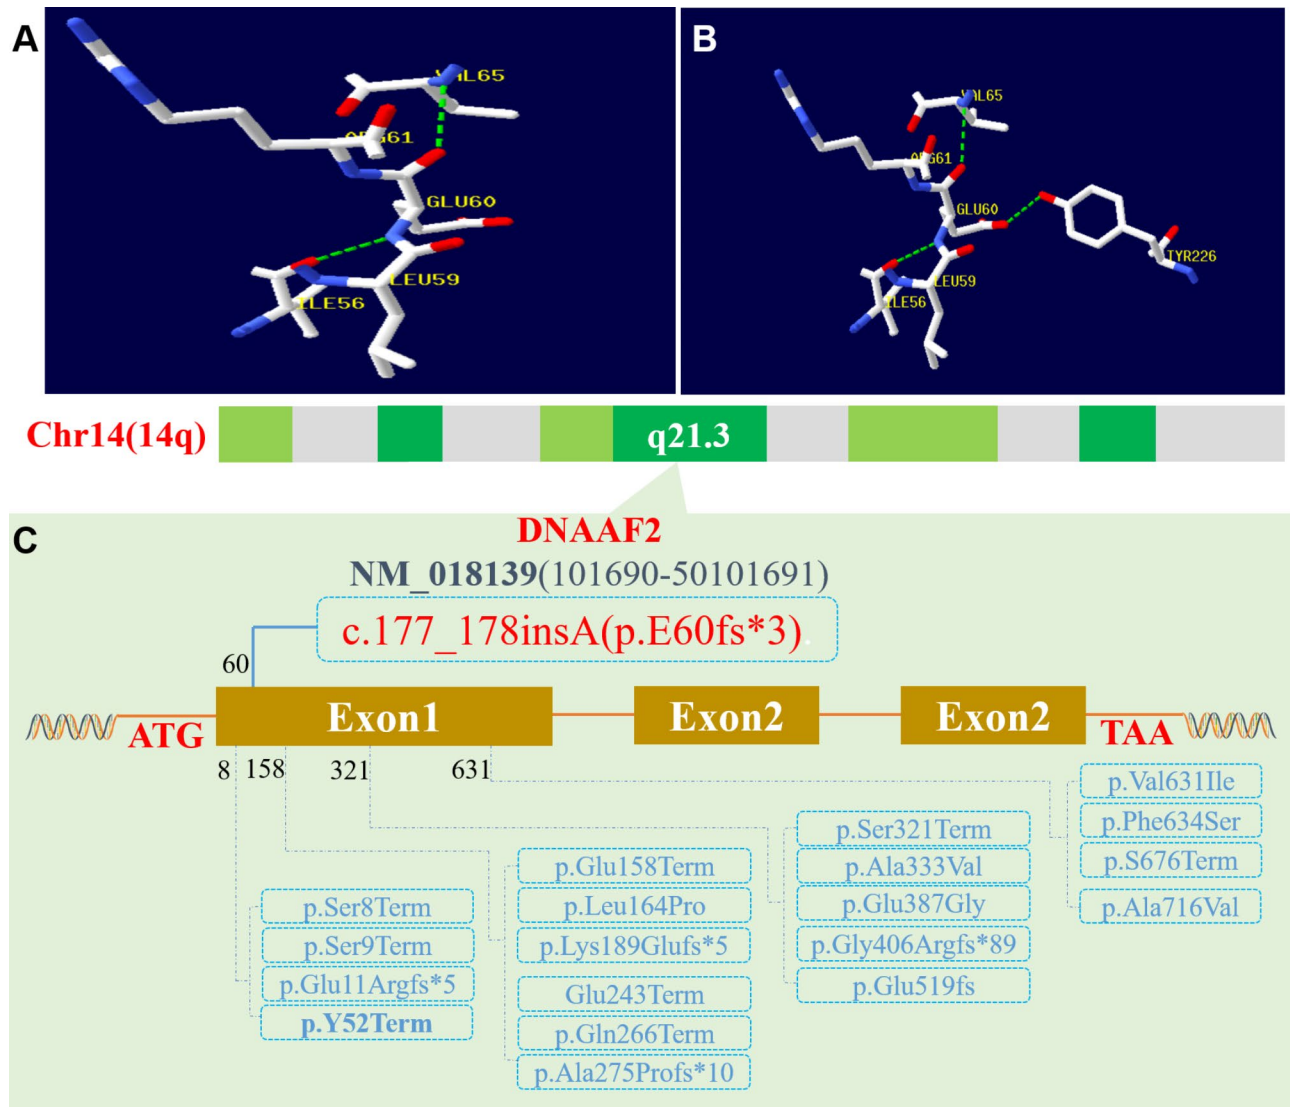 A
VAL65
ARG61
GLU60
LEU59
ILE56
B
VAL65
ARG61
GLU60
TYR226
LEU59
ILE56
Chr14(14q)
q21.3
C
DNAAF2
NM_018139(101690-50101691)
c.177_178insA(p.E60fs*3).
60
ATG
Exon1
Exon2
Exon2
TAA
8
158
321
631
p.Ser8Term
p.Ser9Term
p.Glu11Argfs*5
p.Y52Term
p.Glu158Term
p.Leu164Pro
p.Lys189Glufs*5
Glu243Term
p.Gln266Term
p.Ala275Profs*10
p.Ser321Term
p.Ala333Val
p.Glu387Gly
p.Gly406Argfs*89
p.Glu519fs
p.Val631Ile
p.Phe634Ser
p.S676Term
p.Ala716Val